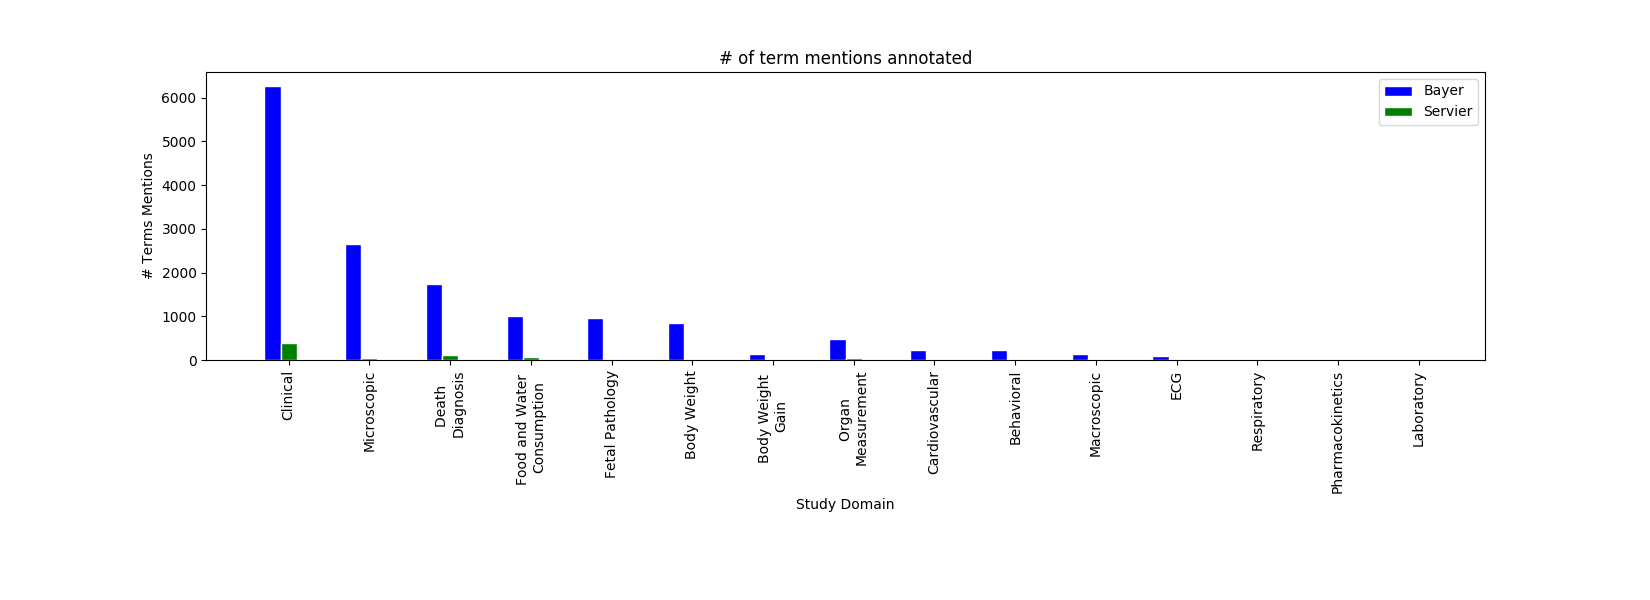 # of term mentions annotated
Bayer
Servier
# Terms Mentions
6000
5000
4000
3000
2000
1000
0
Clinical
Microscopic
Death
Diagnosis
Food and Water
Consumption
Fetal Pathology
Body Weight
Body Weight
Gain
Organ
Measurement
Cardiovascular
Behavioral
Macroscopic
ECG
Respiratory
Pharmacokinetics
Laboratory
Study Domain